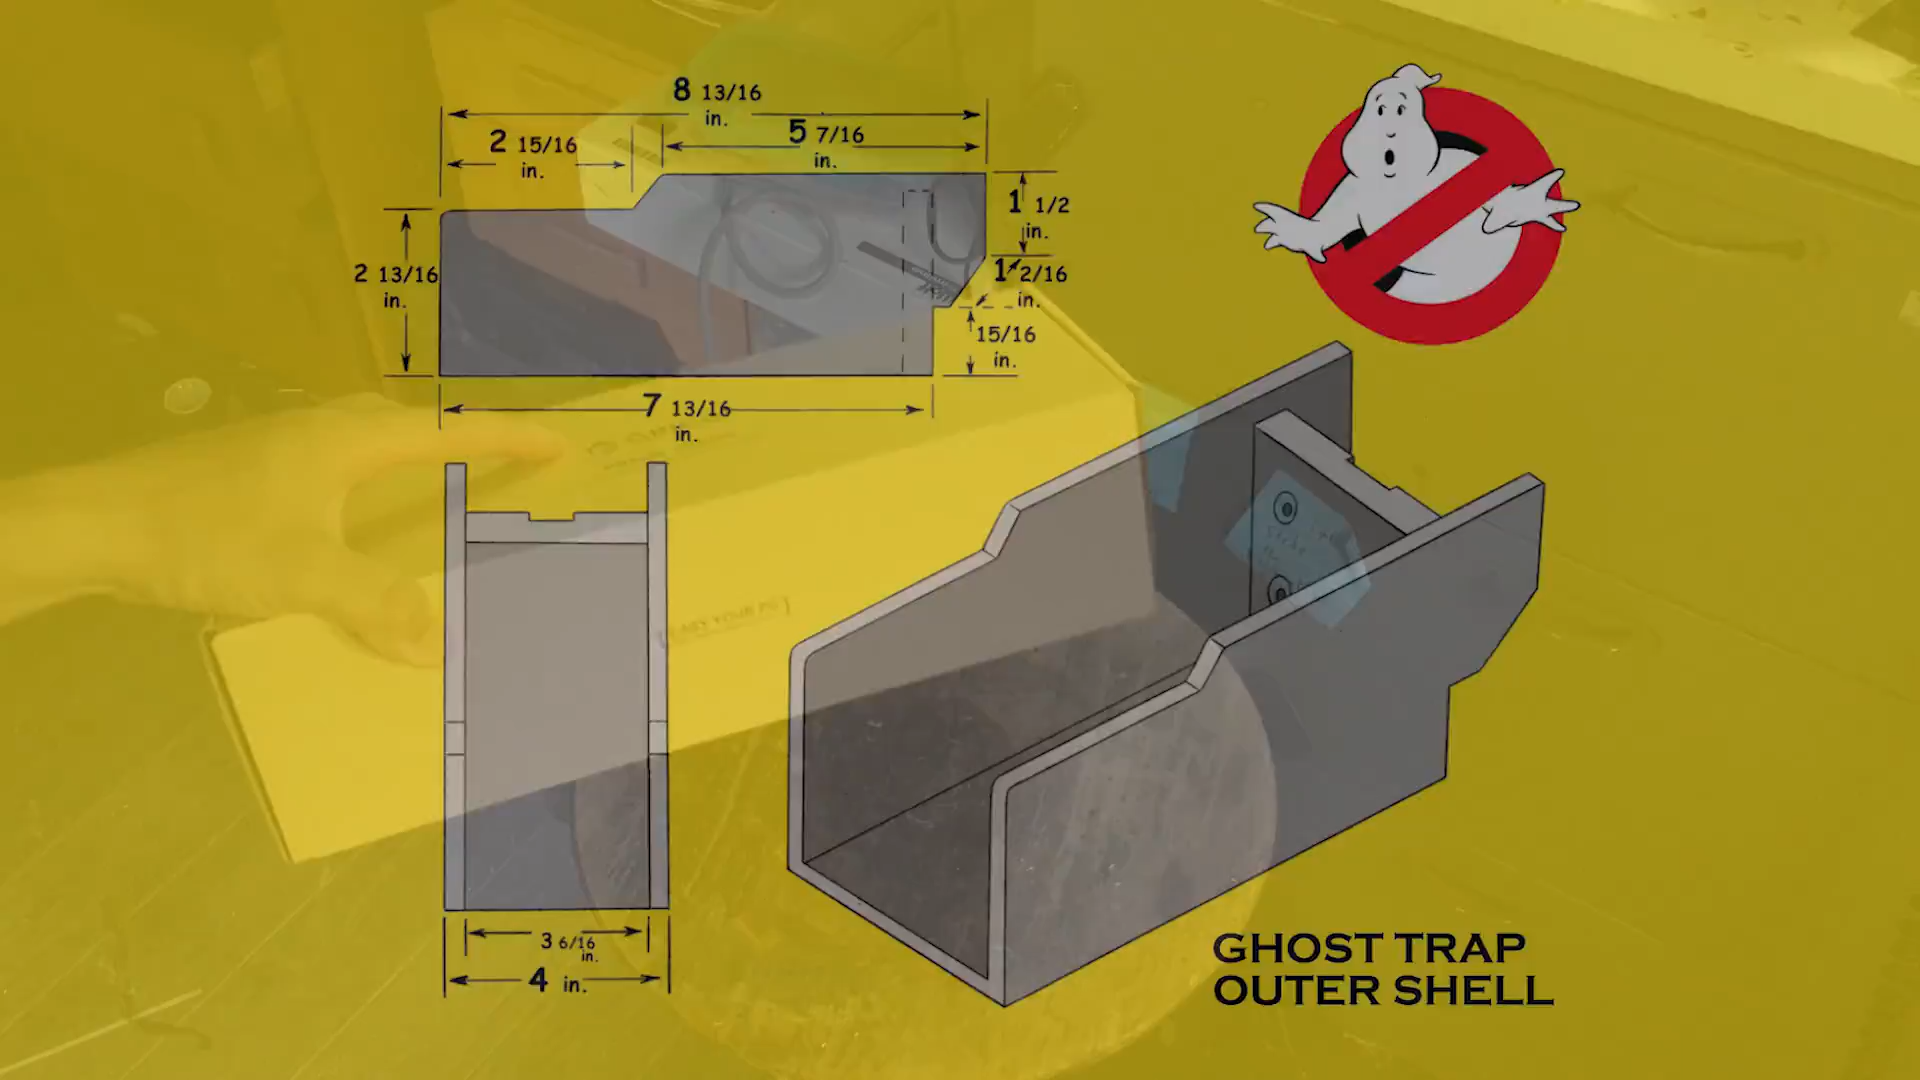 8 13/16
in.
2 15/16
in.
5 7/16
in.
1 1/2
in.
2 13/16
in.
1 2/16
in.
15/16
in.
7 13/16
in.
3 6/16
in.
4 in.
GHOST TRAP
OUTER SHELL